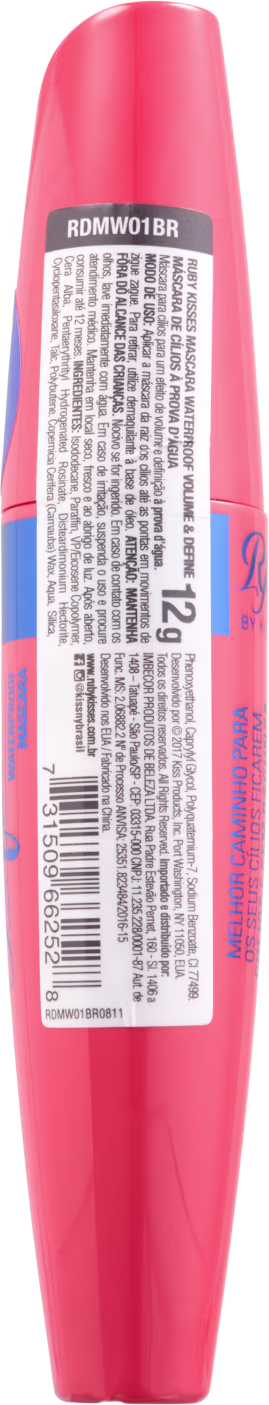 RDMW01BR
RUBY KISSES MASCARA WATERPROOF VOLUME & DEFINE
MÁSCARA DE CÍLIOS À PROVA D'ÁGUA
12g
Máscara para cílios para um efeito de volume e definição à prova d'água.
MODO DE USO: Aplicar a máscara da raiz dos cílios até as pontas em movimentos de
zigue zague. Para retirar, utilize demaquilante à base de óleo. ATENÇÃO: MANTENHA
FORA DO ALCANCE DAS CRIANÇAS. Nocivo se for ingerido. Em caso de contato com os
olhos, lave imediatamente com água. Em caso de irritação, suspenda o uso e procure
atendimento médico. Mantenha em local seco, fresco e ao abrigo de luz. Após aberto,
consumir até 12 meses. INGREDIENTES: Isododecane, Paraffin, VP/Eicosene Copolymer,
Cera Alba, Pentaerythrityl Hydrogenated Rosinate, Disteardimonium Hectorite,
Cyclopentasiloxane, Talc, Polybutene, Copernicia Cerifera (Carnauba) Wax, Aqua, Silica,
Phenoxyethanol, Caprylyl Glycol, Polyquaternium-7, Sodium Benzoate, CI 77499.
Desenvolvido por © 2017 Kiss Products, Inc. Port Washington, NY 11050, EUA
Todos os direitos reservados. All Rights Reserved. Importado e distribuido por:
IMBECOR PRODUTOS DE BELEZA LTDA. Rua Padre Estevão Pernet, 160 - Sl. 1406 a
1408 – Tatuapé - São Paulo/SP - CEP: 03315-000 CNPJ: 11.235.228/0001-87 Aut. de
Func. MS: 2.06882.2 Nº de Processo ANVISA: 25351.823464/2016-15
Desenvolvido nos EUA / Fabricado na China.
www.rubykisses.com.br
@kissnybrasil
7 31509 66252 8
RDMW01BR0811
BY
MELHOR CAMINHO PARA
OS SEUS CÍLIOS FICAREM
MÁSCARA
WATERPROOF